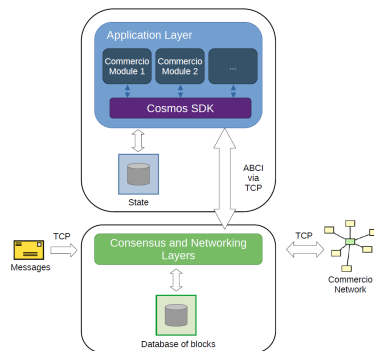 Application Layer
Commercio
Module 1
Commercio
Module 2
...
Cosmos SDK
State
ABCI
via
TCP
TCP
Messages
Consensus and Networking
Layers
TCP
Commercio
Network
Database of blocks